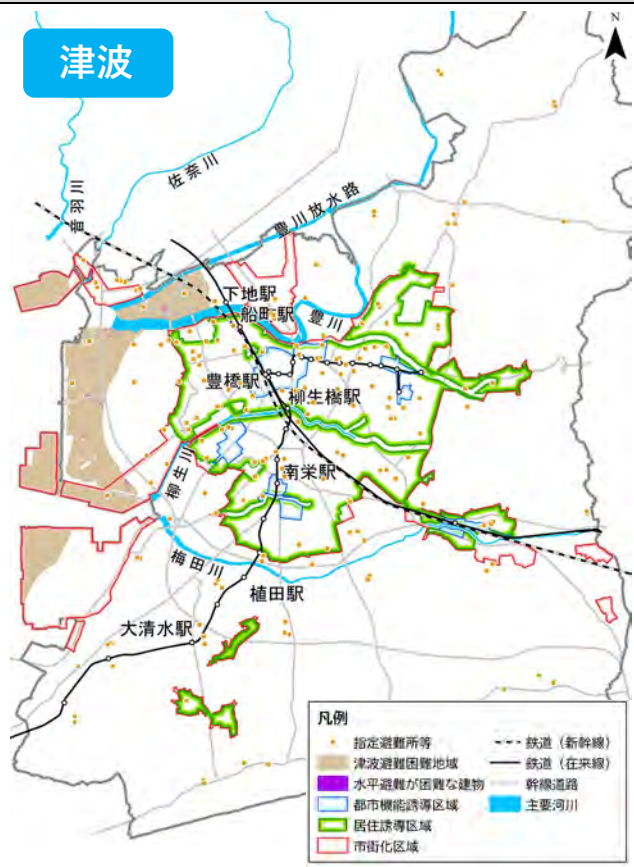 津波
N
佐奈川
音羽川
豊川放水路
下地駅
船町駅
豊川
豊橋駅
柳生橋駅
柳生川
南栄駅
梅田川
植田駅
大清水駅
凡例
指定避難所等
鉄道（新幹線）
津波避難困難地域
鉄道（在来線）
水平避難が困難な建物
幹線道路
都市機能誘導区域
主要河川
居住誘導区域
市街化区域